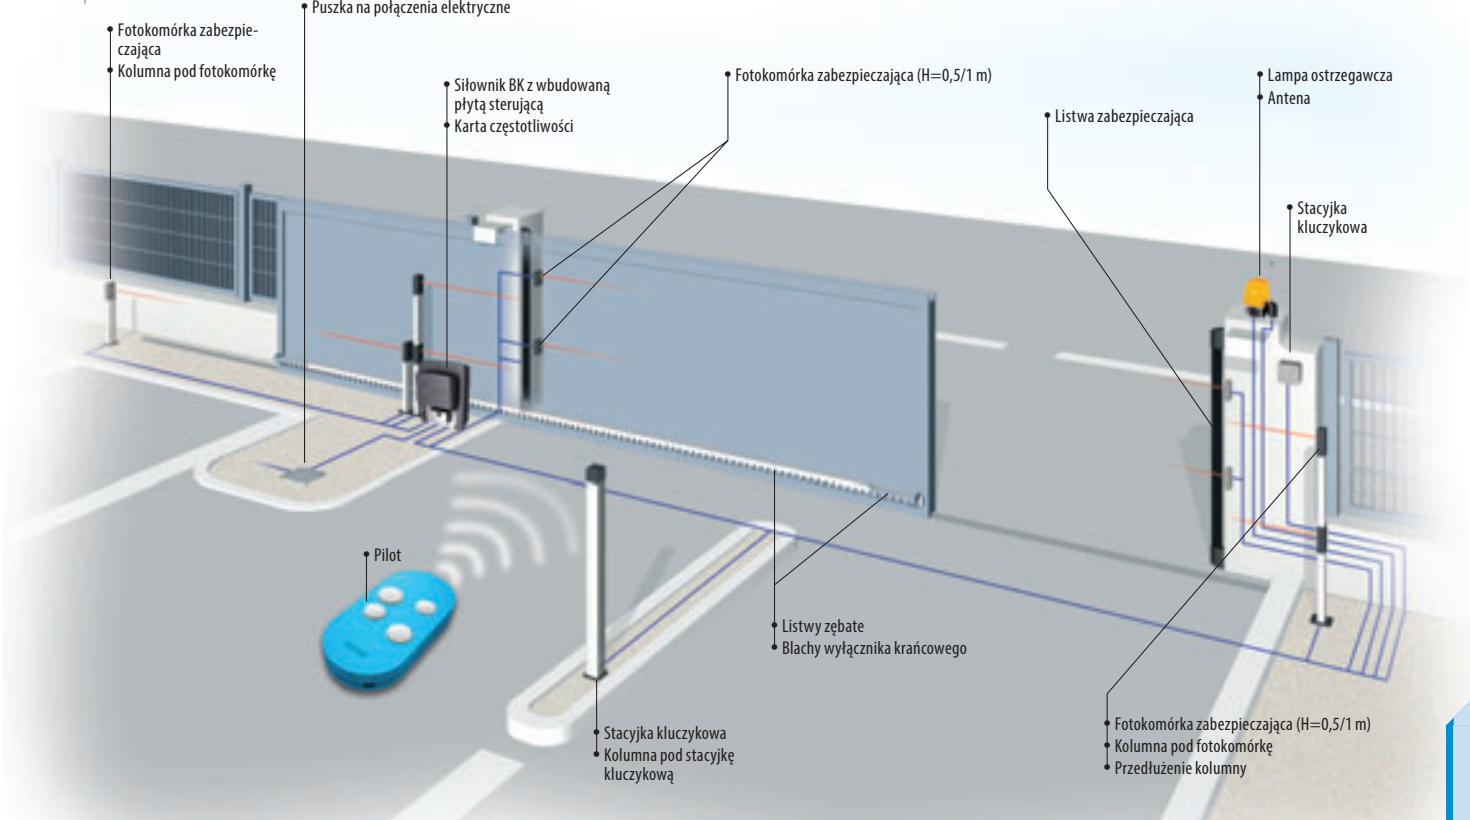 Puszka na połączenia elektryczne
Fotokomórka zabezpie-
czająca
Kolumna pod fotokomórkę
Siłownik BK z wbudowaną
płytą sterującą
Karta częstotliwości
Fotokomórka zabezpieczająca (H=0,5/1 m)
Listwa zabezpieczająca
Lampa ostrzegawcza
Antena
Stacyjka
kluczykowa
Pilot
Listwy zębate
Blachy wyłącznika krańcowego
Stacyjka kluczykowa
Kolumna pod stacyjkę
kluczykową
Fotokomórka zabezpieczająca (H=0,5/1 m)
Kolumna pod fotokomórkę
Przedłużenie kolumny